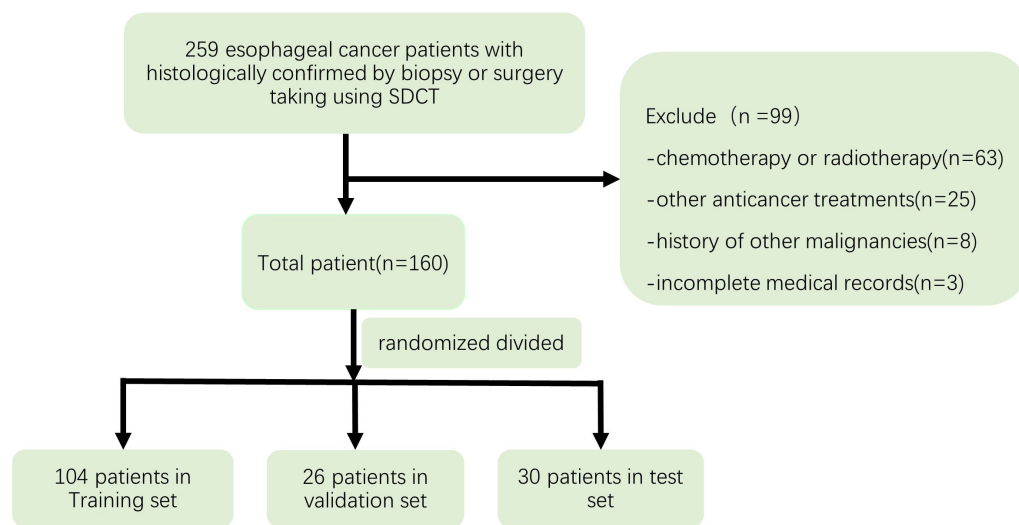 259 esophageal cancer patients with
histologically confirmed by biopsy or surgery
taking using SDCT
Exclude（n =99）
-chemotherapy or radiotherapy(n=63)
-other anticancer treatments(n=25)
-history of other malignancies(n=8)
-incomplete medical records(n=3)
Total patient(n=160)
randomized divided
104 patients in
Training set
26 patients in
validation set
30 patients in test
set